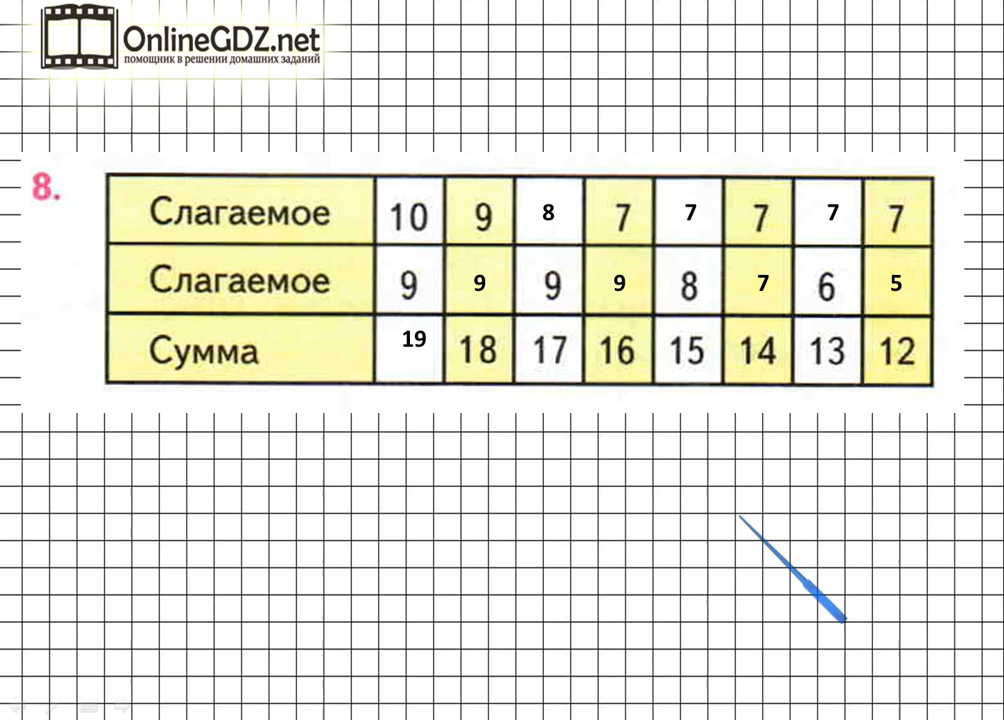 OnlineGDZ.net
помощник в решении домашних заданий
8.
Слагаемое 10 9 8 7 7 7 7 7
Слагаемое 9 9 9 9 8 7 6 5
Сумма 19 18 17 16 15 14 13 12